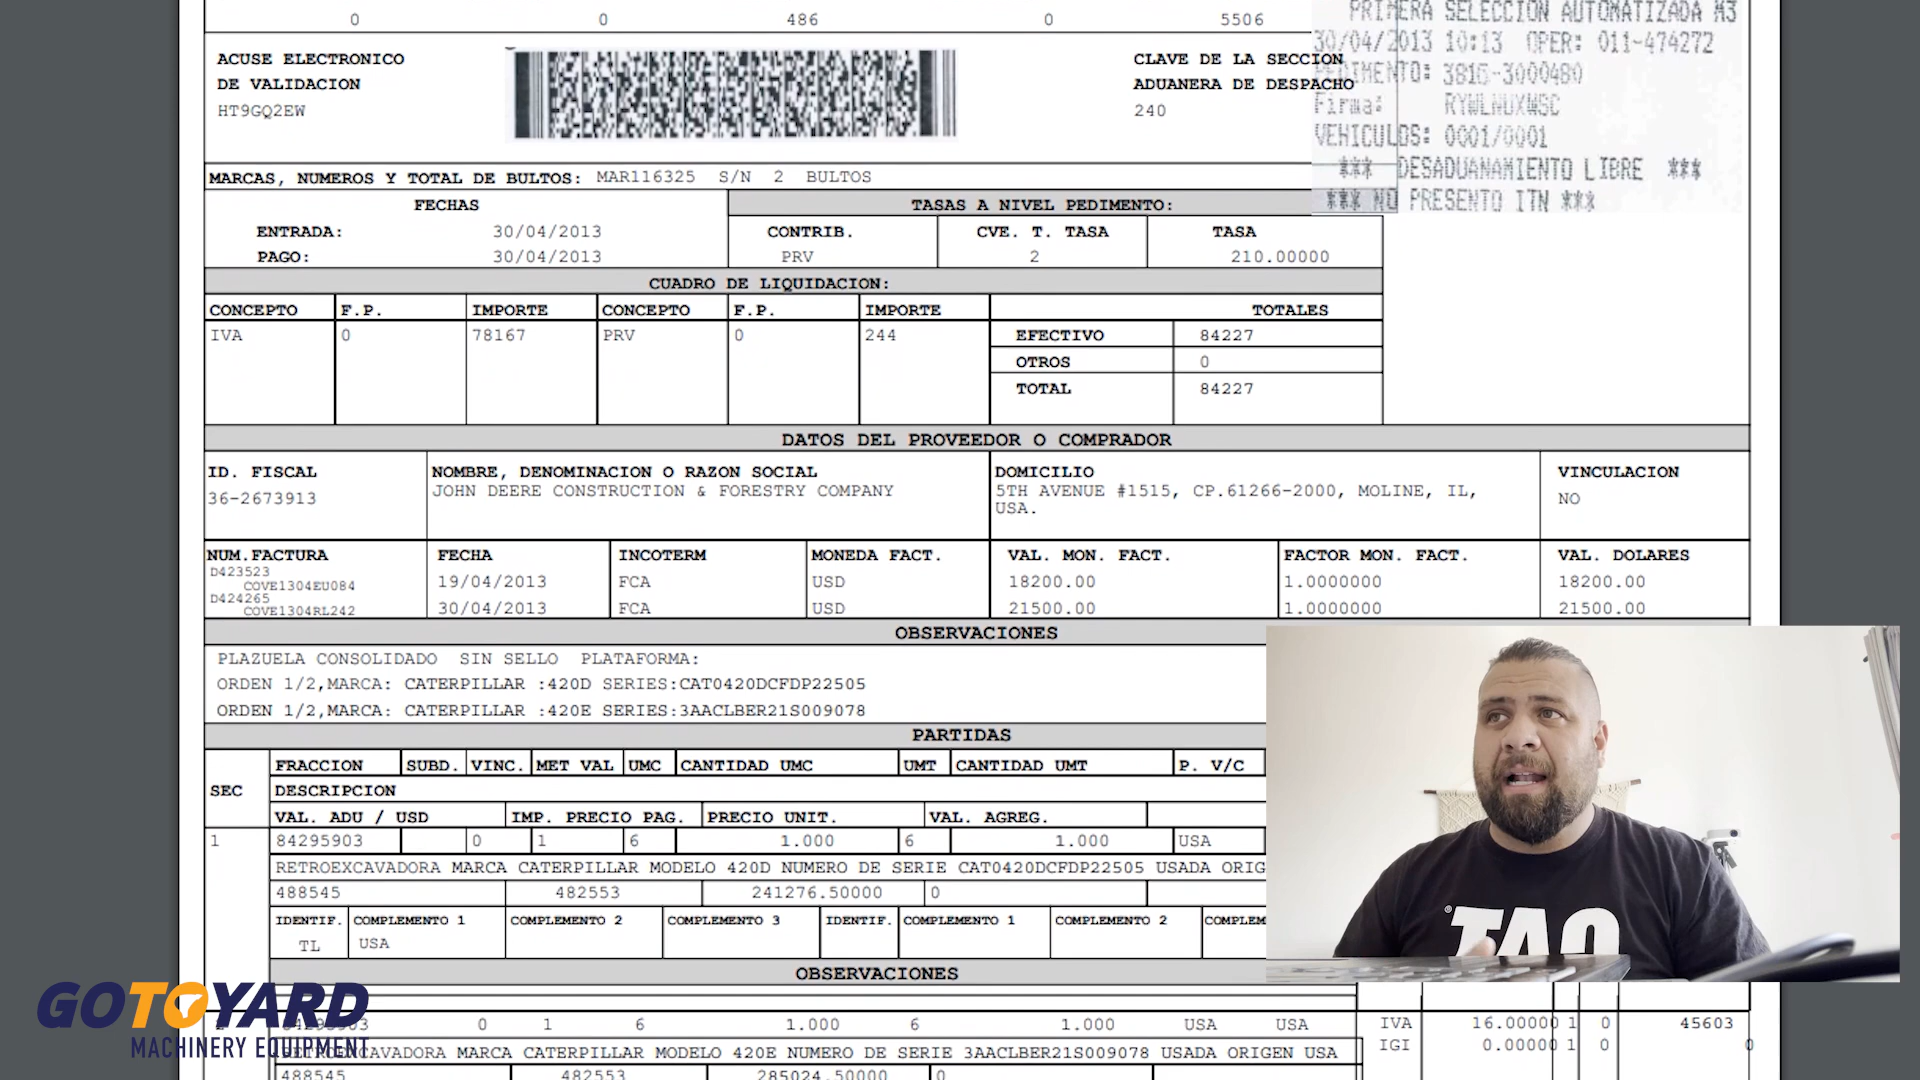 0 0 486 0 5506
PRIMERA SELECCION AUTOMATIZADA M3
30/04/2013 10:13 OPER: 011-474272
PEDIMENTO: 3816-3000480
Firma: RYWLNUXWSC
VEHICULOS: 0001/0001
*** DESADUANAMIENTO LIBRE ***
*** NO PRESENTO ITN ***
ACUSE ELECTRONICO
DE VALIDACION
HT9GQ2EW
CLAVE DE LA SECCION
ADUANERA DE DESPACHO
240
MARCAS, NUMEROS Y TOTAL DE BULTOS: MAR116325 S/N 2 BULTOS
FECHAS
ENTRADA: 30/04/2013
PAGO: 30/04/2013
TASAS A NIVEL PEDIMENTO:
CONTRIB. CVE. T. TASA TASA
PRV 2 210.00000
CUADRO DE LIQUIDACION:
CONCEPTO F.P. IMPORTE CONCEPTO F.P. IMPORTE TOTALES
IVA 0 78167 PRV 0 244 EFECTIVO 84227
OTROS 0
TOTAL 84227
DATOS DEL PROVEEDOR O COMPRADOR
ID. FISCAL NOMBRE, DENOMINACION O RAZON SOCIAL DOMICILIO VINCULACION
36-2673913 JOHN DEERE CONSTRUCTION & FORESTRY COMPANY 5TH AVENUE #1515, CP.61266-2000, MOLINE, IL, NO
USA.
NUM.FACTURA FECHA INCOTERM MONEDA FACT. VAL. MON. FACT. FACTOR MON. FACT. VAL. DOLARES
D423523
COVE1304EU084 19/04/2013 FCA USD 18200.00 1.0000000 18200.00
D424265
COVE1304RL242 30/04/2013 FCA USD 21500.00 1.0000000 21500.00
OBSERVACIONES
PLAZUELA CONSOLIDADO SIN SELLO PLATAFORMA:
ORDEN 1/2,MARCA: CATERPILLAR :420D SERIES:CAT0420DCFDP22505
ORDEN 1/2,MARCA: CATERPILLAR :420E SERIES:3AACLBER21S009078
PARTIDAS
FRACCION SUBD. VINC. MET VAL UMC CANTIDAD UMC UMT CANTIDAD UMT P. V/C
SEC DESCRIPCION
VAL. ADU / USD IMP. PRECIO PAG. PRECIO UNIT. VAL. AGREG.
1 84295903 0 1 6 1.000 6 1.000 USA
RETROEXCAVADORA MARCA CATERPILLAR MODELO 420D NUMERO DE SERIE CAT0420DCFDP22505 USADA ORIG
488545 482553 241276.50000 0
IDENTIF. COMPLEMENTO 1 COMPLEMENTO 2 COMPLEMENTO 3 IDENTIF. COMPLEMENTO 1 COMPLEMENTO 2 COMPLEM
TL USA
OBSERVACIONES
84295903 0 1 6 1.000 6 1.000 USA USA IVA 16.00000 1 0 45603
RETROEXCAVADORA MARCA CATERPILLAR MODELO 420E NUMERO DE SERIE 3AACLBER21S009078 USADA ORIGEN USA IGI 0.00000 1 0 0
488545 482553 285024.50000 0
TAO
GOTOYARD
MACHINERY EQUIPMENT